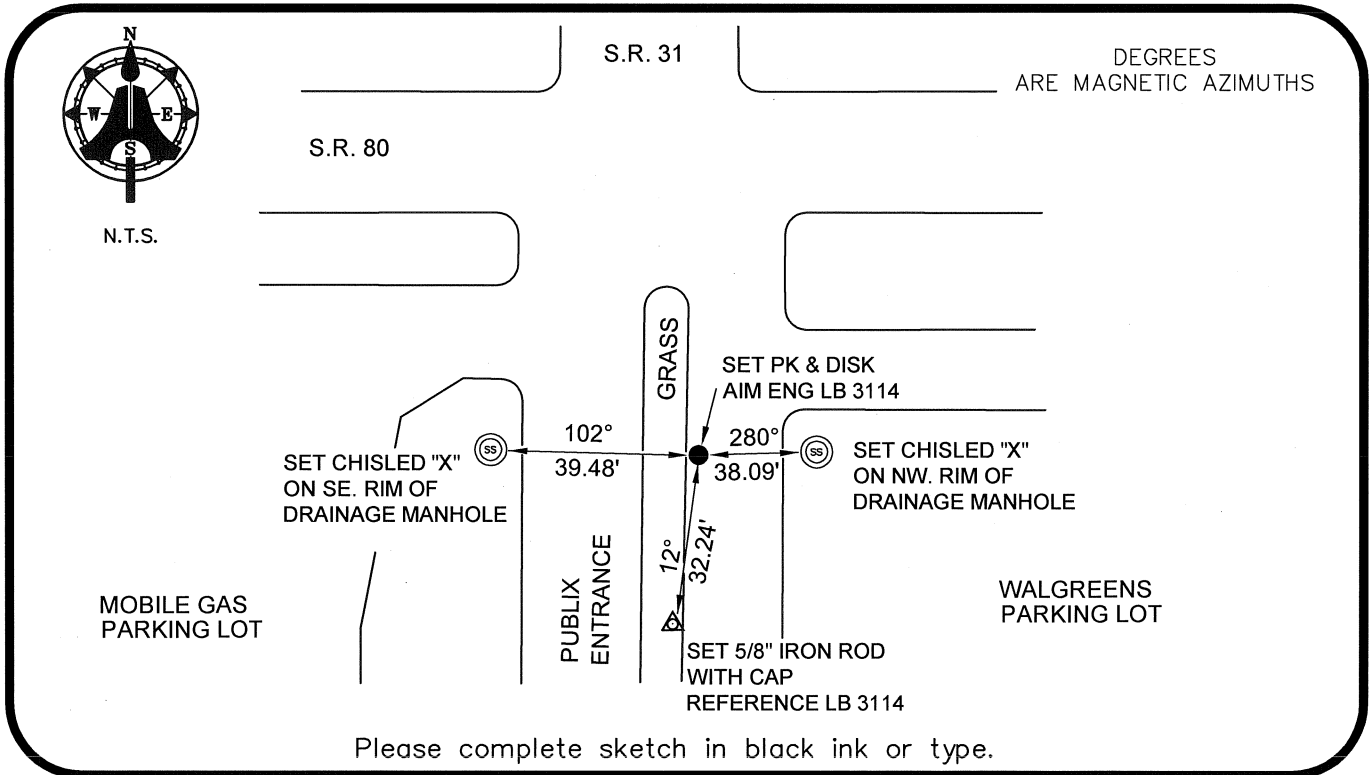 N
W E
S
N.T.S.
S.R. 31
DEGREES
ARE MAGNETIC AZIMUTHS
S.R. 80
GRASS
SET PK & DISK
AIM ENG LB 3114
102°
39.48'
280°
38.09'
SS
SS
SET CHISLED "X"
ON SE. RIM OF
DRAINAGE MANHOLE
SET CHISLED "X"
ON NW. RIM OF
DRAINAGE MANHOLE
12°
32.24'
PUBLIX
ENTRANCE
MOBILE GAS
PARKING LOT
WALGREENS
PARKING LOT
SET 5/8" IRON ROD
WITH CAP
REFERENCE LB 3114
Please complete sketch in black ink or type.